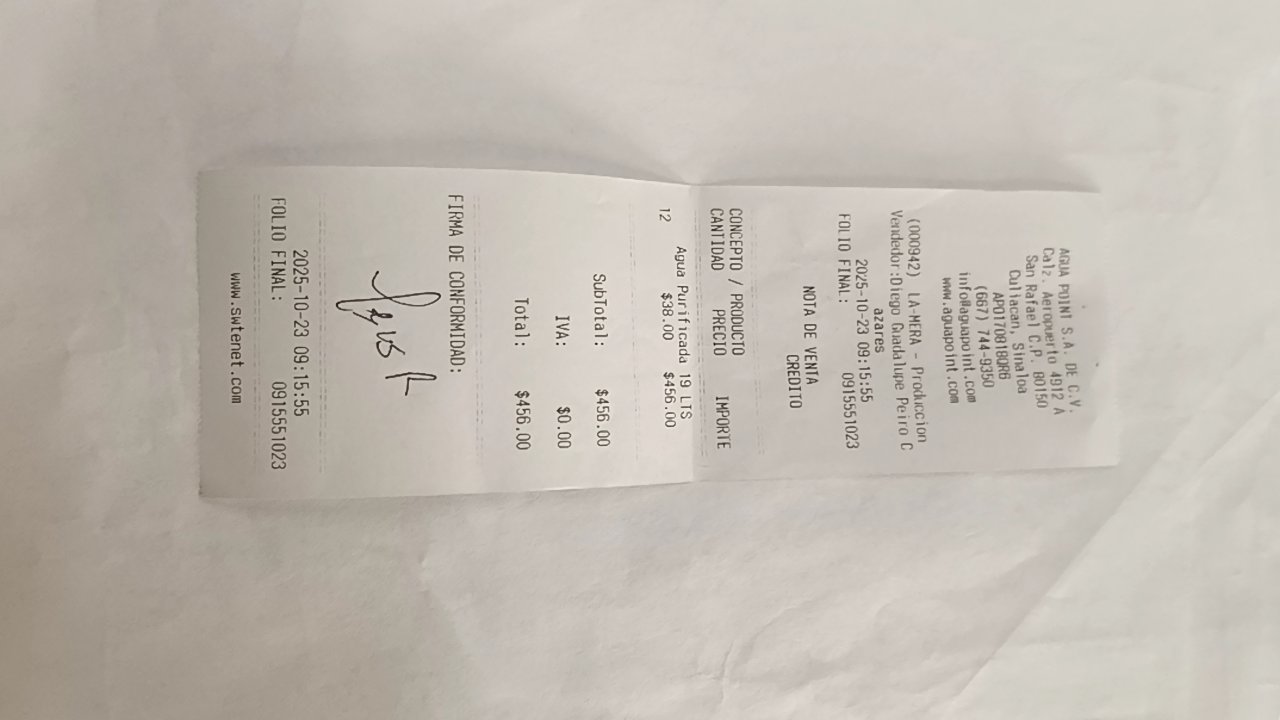 AGUA POINT S.A. DE C.V.
Calz. Aeropuerto 4912 A
San Rafael C.P. 80150
Culiacan, Sinaloa
APO170818QR6
(667) 744-9350
info@aguapoint.com
www.aguapoint.com
(000942) LA-MERA - Produccion
Vendedor:Diego Guadalupe Peiro C
azares
2025-10-23 09:15:55
FOLIO FINAL: 0915551023
NOTA DE VENTA
CREDITO
CONCEPTO / PRODUCTO
CANTIDAD PRECIO IMPORTE
Agua Purificada 19 LTS
12 $38.00 $456.00
SubTotal: $456.00
IVA: $0.00
Total: $456.00
FIRMA DE CONFORMIDAD:
2025-10-23 09:15:55
FOLIO FINAL: 0915551023
www.swtenet.com